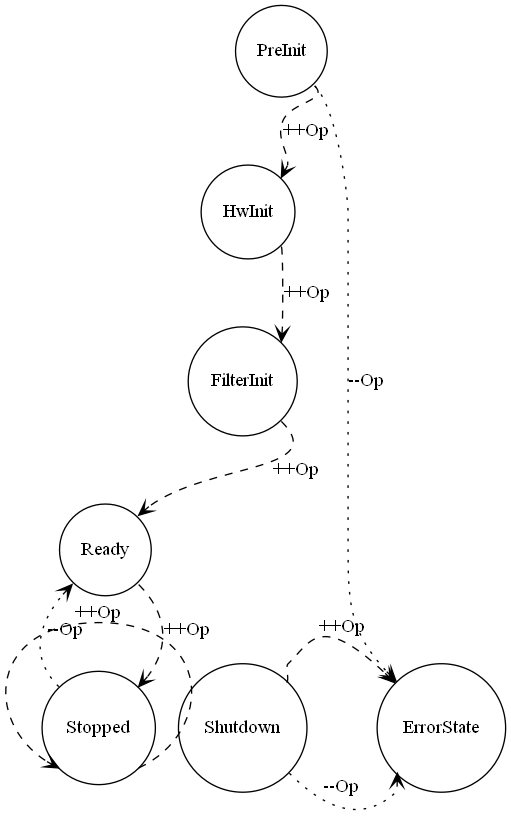 PreInit
++Op
HwInit
++Op
FilterInit
--Op
++Op
Ready
++Op
--Op
++Op
++Op
Stopped
Shutdown
ErrorState
--Op